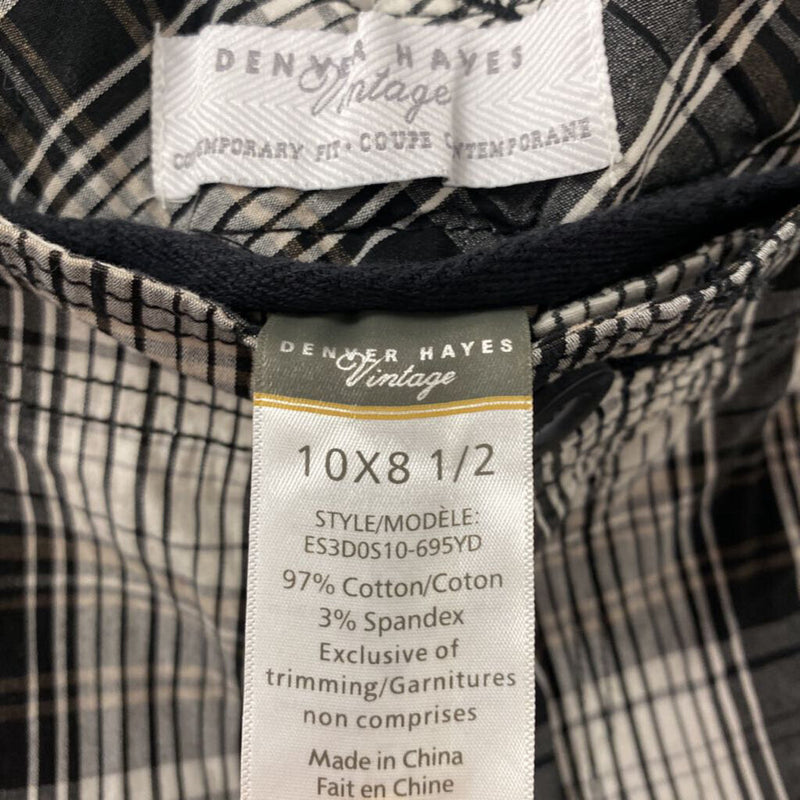 DENVER HAYES
Vintage
CONTEMPORARY FIT • COUPE CONTEMPORAINE
DENVER HAYES
Vintage
10X8 1/2
STYLE/MODÈLE:
ES3D0S10-695YD
97% Cotton/Coton
3% Spandex
Exclusive of
trimming/Garnitures
non comprises
Made in China
Fait en Chine